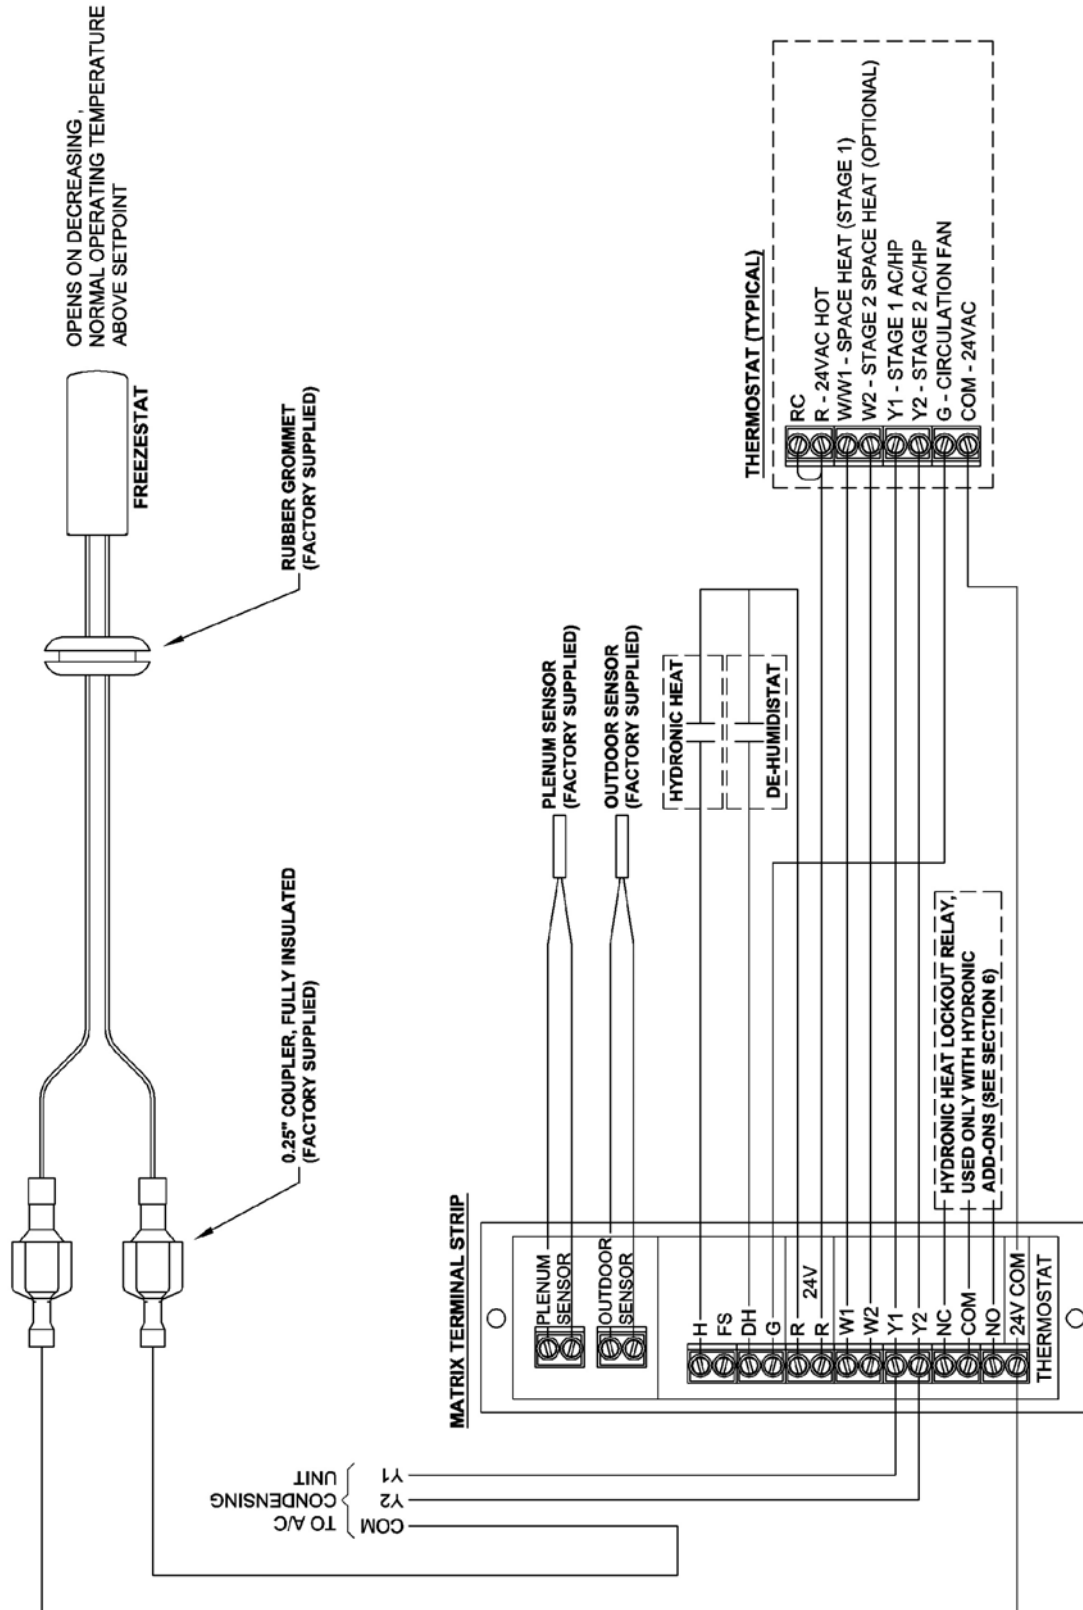 OPENS ON DECREASING ,
NORMAL OPERATING TEMPERATURE
ABOVE SETPOINT
FREEZESTAT
RUBBER GROMMET
(FACTORY SUPPLIED)
0.25" COUPLER, FULLY INSULATED
(FACTORY SUPPLIED)
PLENUM SENSOR
(FACTORY SUPPLIED)
OUTDOOR SENSOR
(FACTORY SUPPLIED)
HYDRONIC HEAT
DE-HUMIDISTAT
THERMOSTAT (TYPICAL)
RC
R - 24VAC HOT
W/W1 - SPACE HEAT (STAGE 1)
W2 - STAGE 2 SPACE HEAT (OPTIONAL)
Y1 - STAGE 1 AC/HP
Y2 - STAGE 2 AC/HP
G - CIRCULATION FAN
COM - 24VAC
HYDRONIC HEAT LOCKOUT RELAY,
USED ONLY WITH HYDRONIC
ADD-ONS (SEE SECTION 6)
MATRIX TERMINAL STRIP
PLENUM
SENSOR
OUTDOOR
SENSOR
H
FS
DH
G
R
24V
R
W1
W2
Y1
Y2
NC
COM
NO
24V COM
THERMOSTAT
TO A/C
CONDENSING
UNIT
COM
Y2
Y1